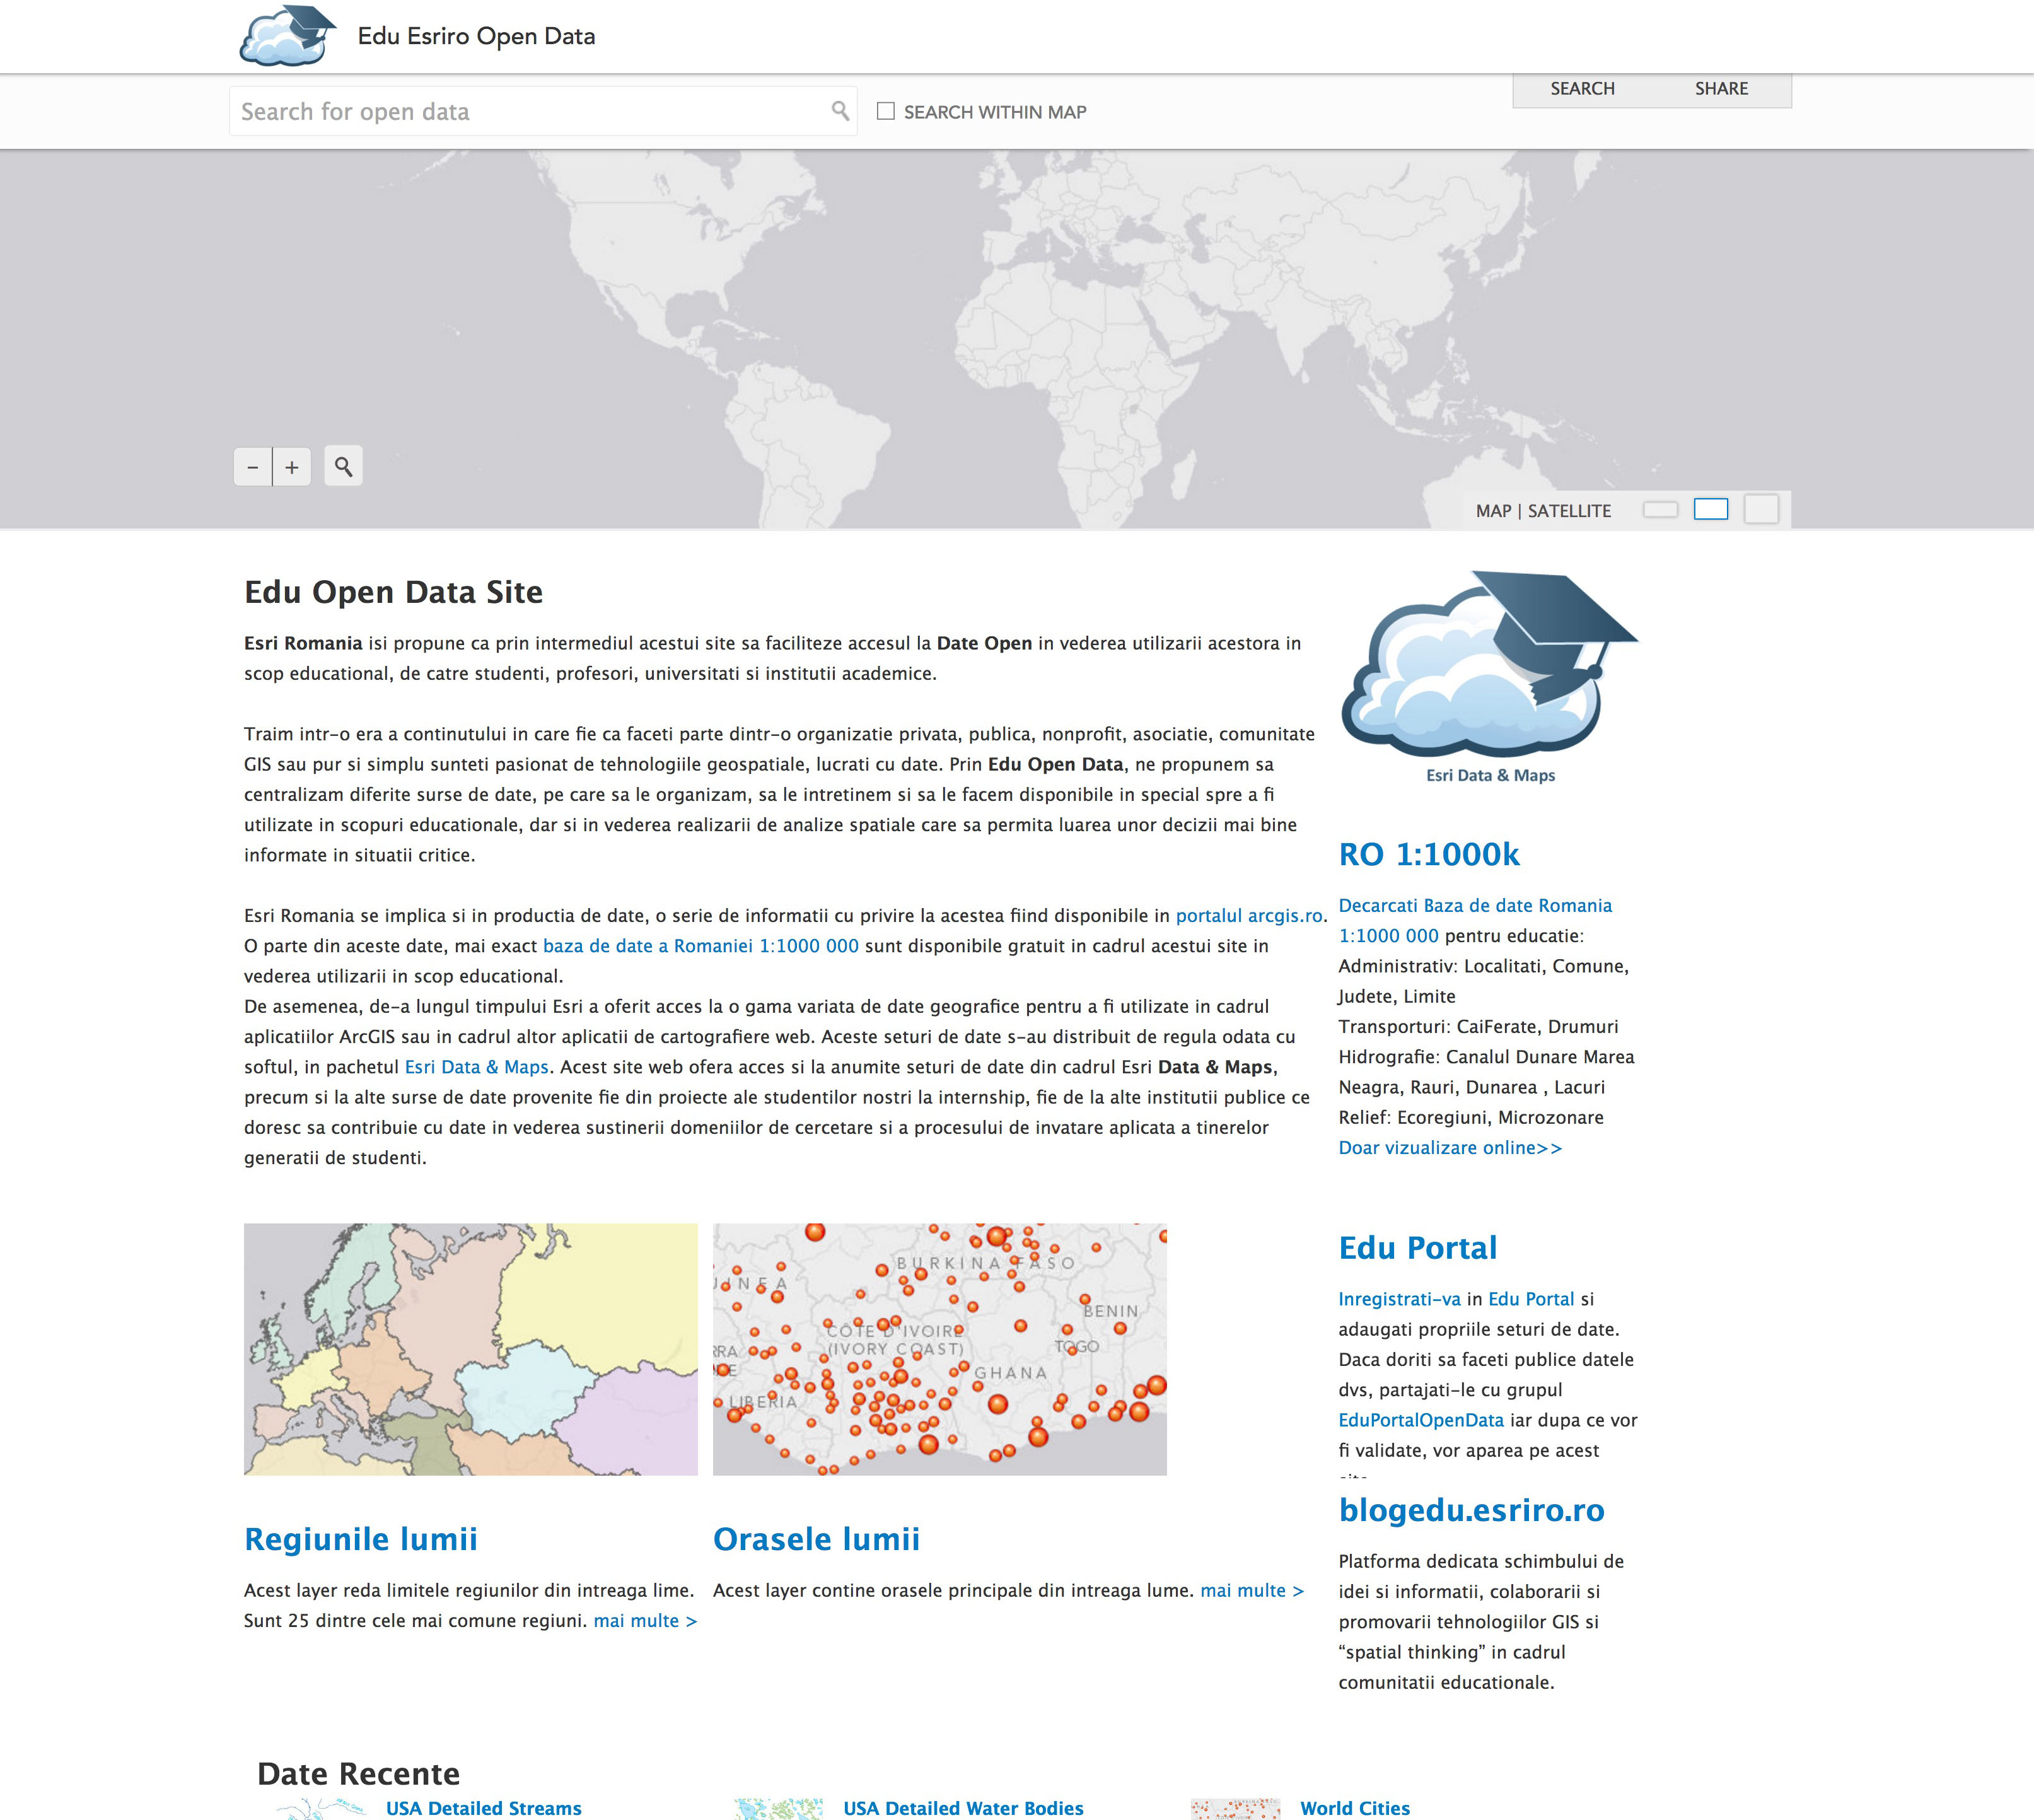 Edu Esriro Open Data
Search for open data
SEARCH WITHIN MAP
SEARCH
SHARE
MAP | SATELLITE
Edu Open Data Site
Esri Romania isi propune ca prin intermediul acestui site sa faciliteze accesul la Date Open in vederea utilizarii acestora in
scop educational, de catre studenti, profesori, universitati si institutii academice.
Traim intr-o era a continutului in care fie ca faceti parte dintr-o organizatie privata, publica, nonprofit, asociatie, comunitate
GIS sau pur si simplu sunteti pasionat de tehnologiile geospatiale, lucrati cu date. Prin Edu Open Data, ne propunem sa
centralizam diferite surse de date, pe care sa le organizam, sa le intretinem si sa le facem disponibile in special spre a fi
utilizate in scopuri educationale, dar si in vederea realizarii de analize spatiale care sa permita luarea unor decizii mai bine
informate in situatii critice.
Esri Romania se implica si in productia de date, o serie de informatii cu privire la acestea fiind disponibile in portalul arcgis.ro.
O parte din aceste date, mai exact baza de date a Romaniei 1:1000 000 sunt disponibile gratuit in cadrul acestui site in
vederea utilizarii in scop educational.
De asemenea, de-a lungul timpului Esri a oferit acces la o gama variata de date geografice pentru a fi utilizate in cadrul
aplicatiilor ArcGIS sau in cadrul altor aplicatii de cartografiere web. Aceste seturi de date s-au distribuit de regula odata cu
softul, in pachetul Esri Data & Maps. Acest site web ofera acces si la anumite seturi de date din cadrul Esri Data & Maps,
precum si la alte surse de date provenite fie din proiecte ale studentilor nostri la internship, fie de la alte institutii publice ce
doresc sa contribuie cu date in vederea sustinerii domeniilor de cercetare si a procesului de invatare aplicata a tinerelor
generatii de studenti.
Esri Data & Maps
RO 1:1000k
Decarcati Baza de date Romania
1:1000 000 pentru educatie:
Administrativ: Localitati, Comune,
Judete, Limite
Transporturi: CaiFerate, Drumuri
Hidrografie: Canalul Dunare Marea
Neagra, Rauri, Dunarea , Lacuri
Relief: Ecoregiuni, Microzonare
Doar vizualizare online>>
BURKINA FASO
BENIN
CÔTE D'IVOIRE
(IVORY COAST)
TOGO
GHANA
LIBERIA
Regiunile lumii
Acest layer reda limitele regiunilor din intreaga lime.
Sunt 25 dintre cele mai comune regiuni. mai multe >
Orasele lumii
Acest layer contine orasele principale din intreaga lume. mai multe >
Edu Portal
Inregistrati-va in Edu Portal si
adaugati propriile seturi de date.
Daca doriti sa faceti publice datele
dvs, partajati-le cu grupul
EduPortalOpenData iar dupa ce vor
fi validate, vor aparea pe acest
blogedu.esriro.ro
Platforma dedicata schimbului de
idei si informatii, colaborarii si
promovarii tehnologiilor GIS si
“spatial thinking” in cadrul
comunitatii educationale.
Date Recente
USA Detailed Streams
USA Detailed Water Bodies
World Cities